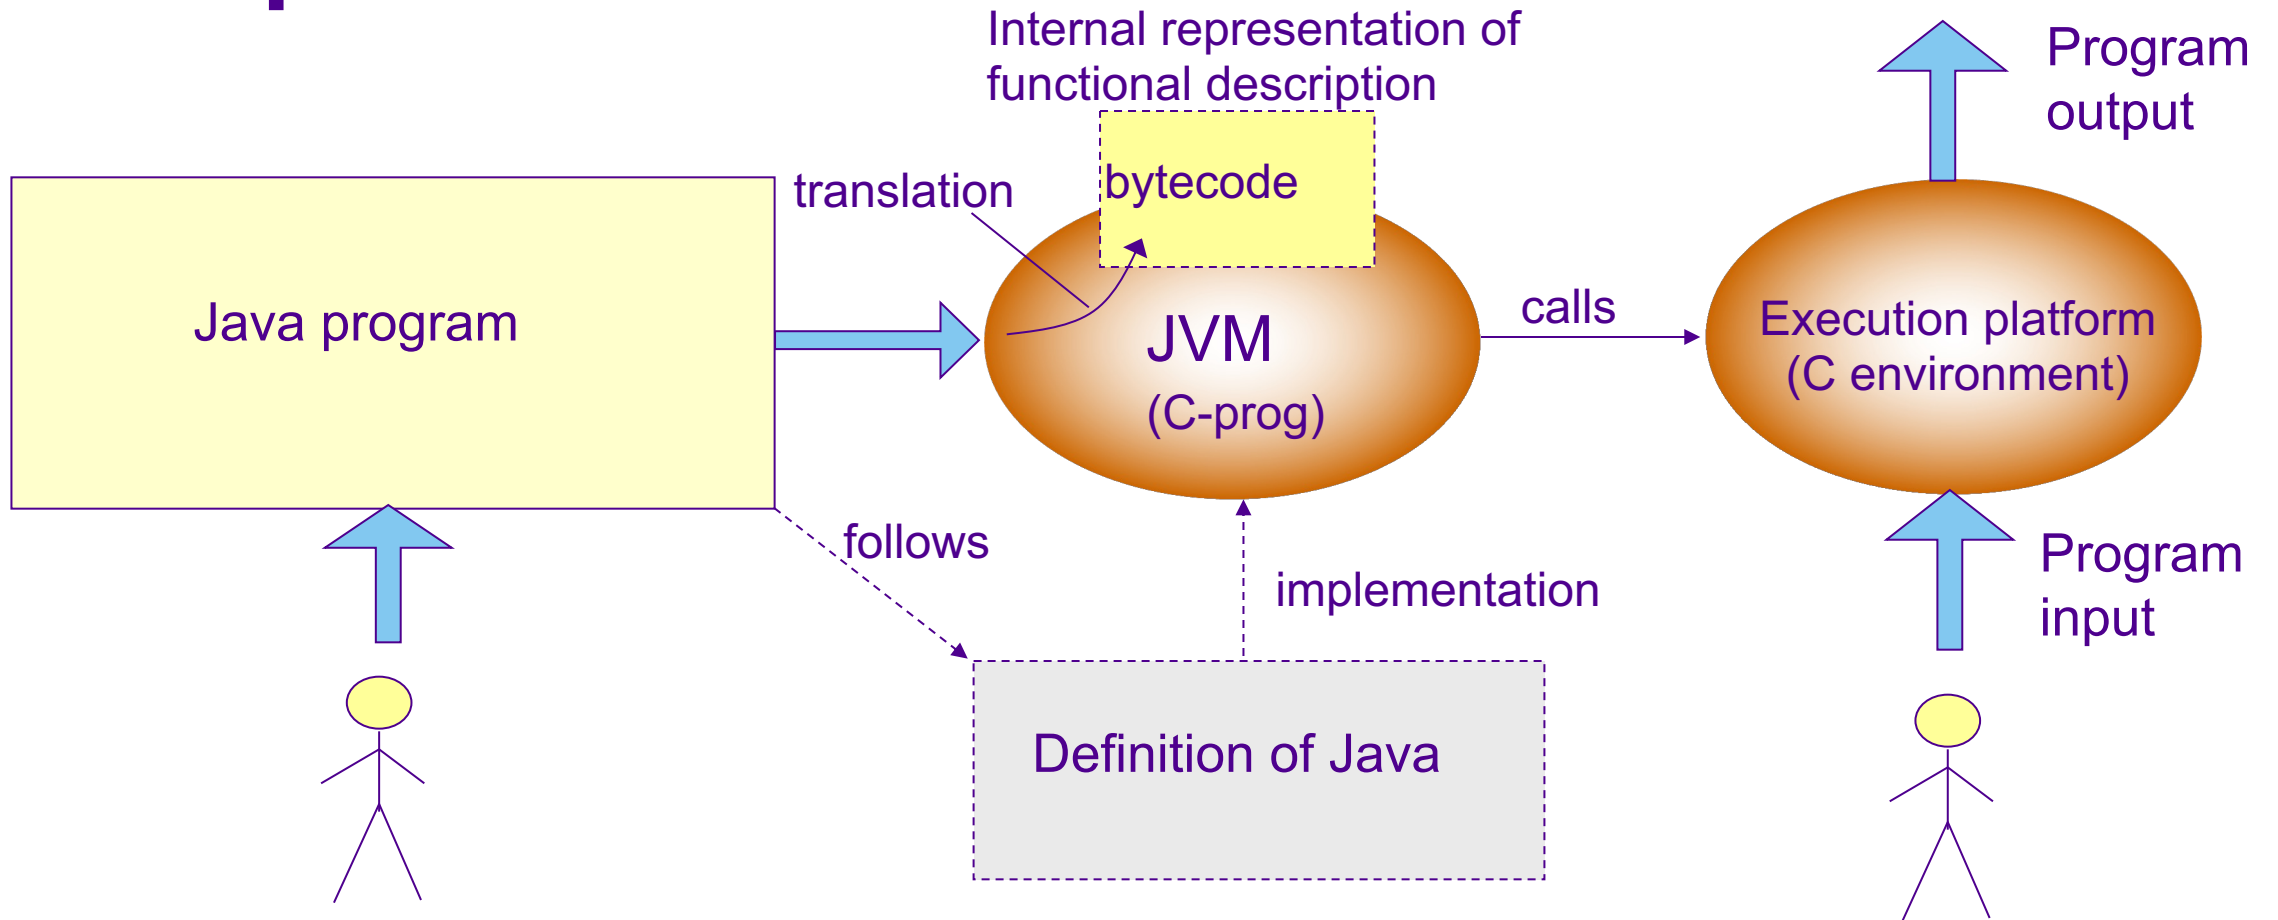 Internal representation of
functional description
Program
output
translation
bytecode
Java program
JVM
(C-prog)
calls
Execution platform
(C environment)
follows
implementation
Program
input
Definition of Java